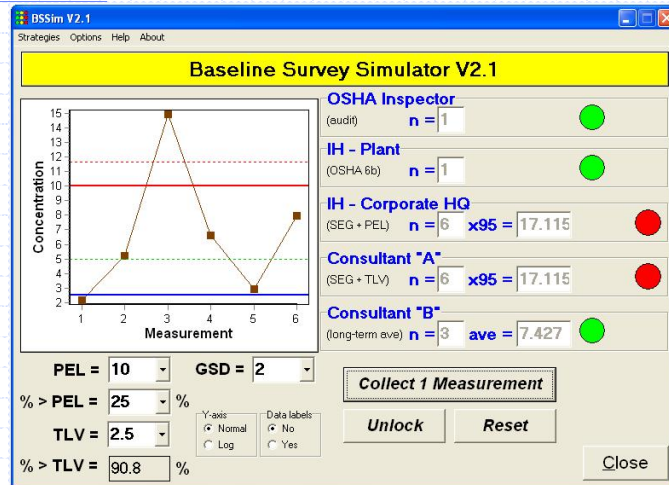 BSSim V2.1
Strategies Options Help About
Baseline Survey Simulator V2.1
15
14
13
12
11
10
9
8
7
6
5
4
3
2
Concentration
1 2 3 4 5 6
Measurement
OSHA Inspector
(audit) n = 1
IH - Plant
(OSHA 6b) n = 1
IH - Corporate HQ
(SEG + PEL) n = 6 x95 = 17.115
Consultant "A"
(SEG + TLV) n = 6 x95 = 17.115
Consultant "B"
(long-term ave) n = 3 ave = 7.427
PEL = 10 GSD = 2
% > PEL = 25 %
TLV = 2.5
% > TLV = 90.8 %
Y-axis
Normal
Log
Data labels
No
Yes
Collect 1 Measurement
Unlock Reset
Close